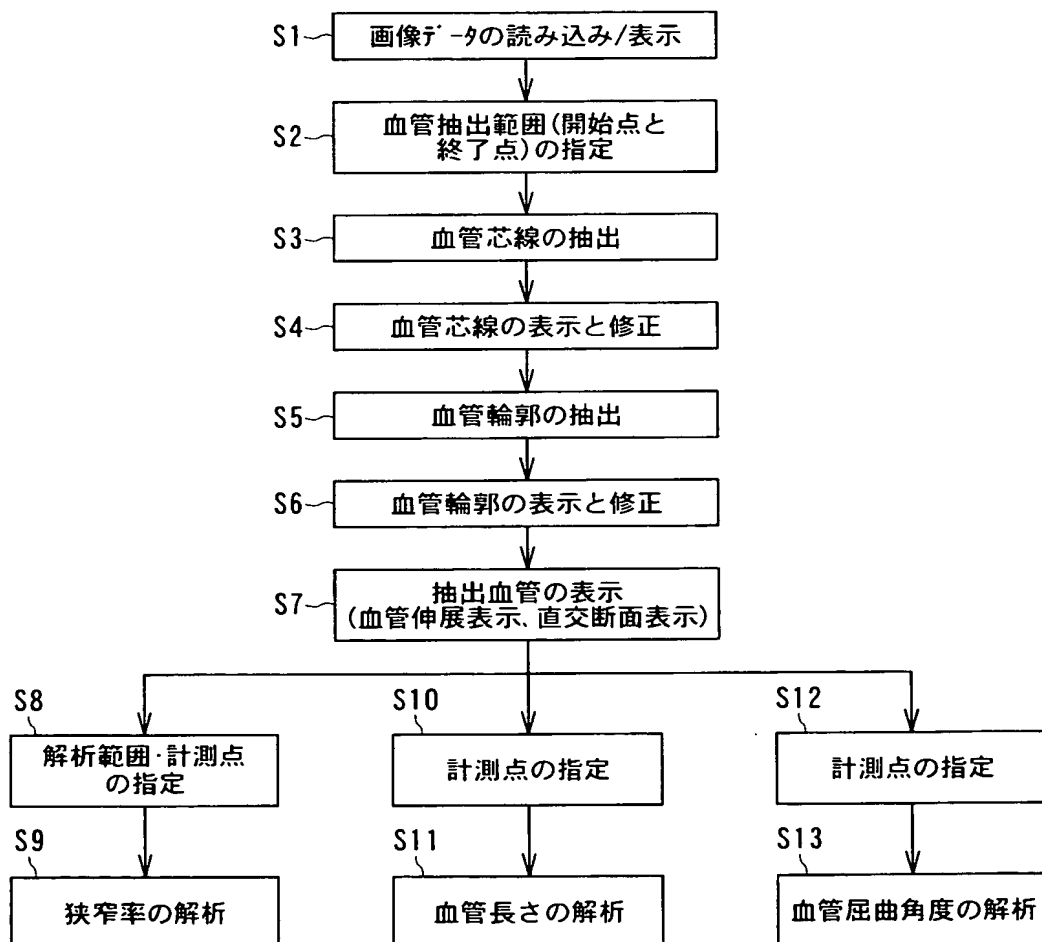 S1
画像データの読み込み/表示
S2
血管抽出範囲(開始点と
終了点)の指定
S3
血管芯線の抽出
S4
血管芯線の表示と修正
S5
血管輪郭の抽出
S6
血管輪郭の表示と修正
S7
抽出血管の表示
(血管伸展表示、直交断面表示)
S8
解析範囲・計測点
の指定
S9
狭窄率の解析
S10
計測点の指定
S11
血管長さの解析
S12
計測点の指定
S13
血管屈曲角度の解析